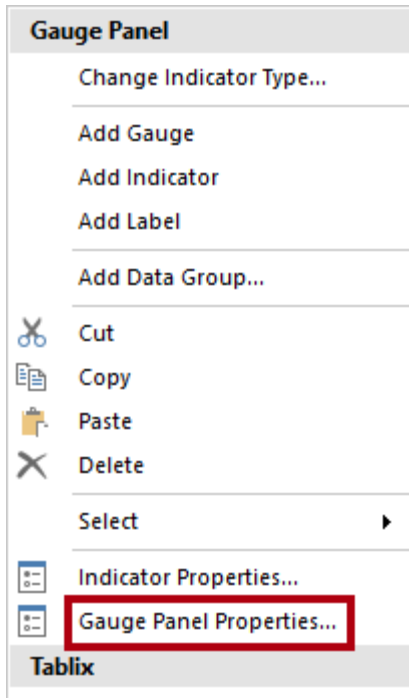 Gauge Panel
Change Indicator Type...
Add Gauge
Add Indicator
Add Label
Add Data Group...
Cut
Copy
Paste
Delete
Select
Indicator Properties...
Gauge Panel Properties...
Tablix